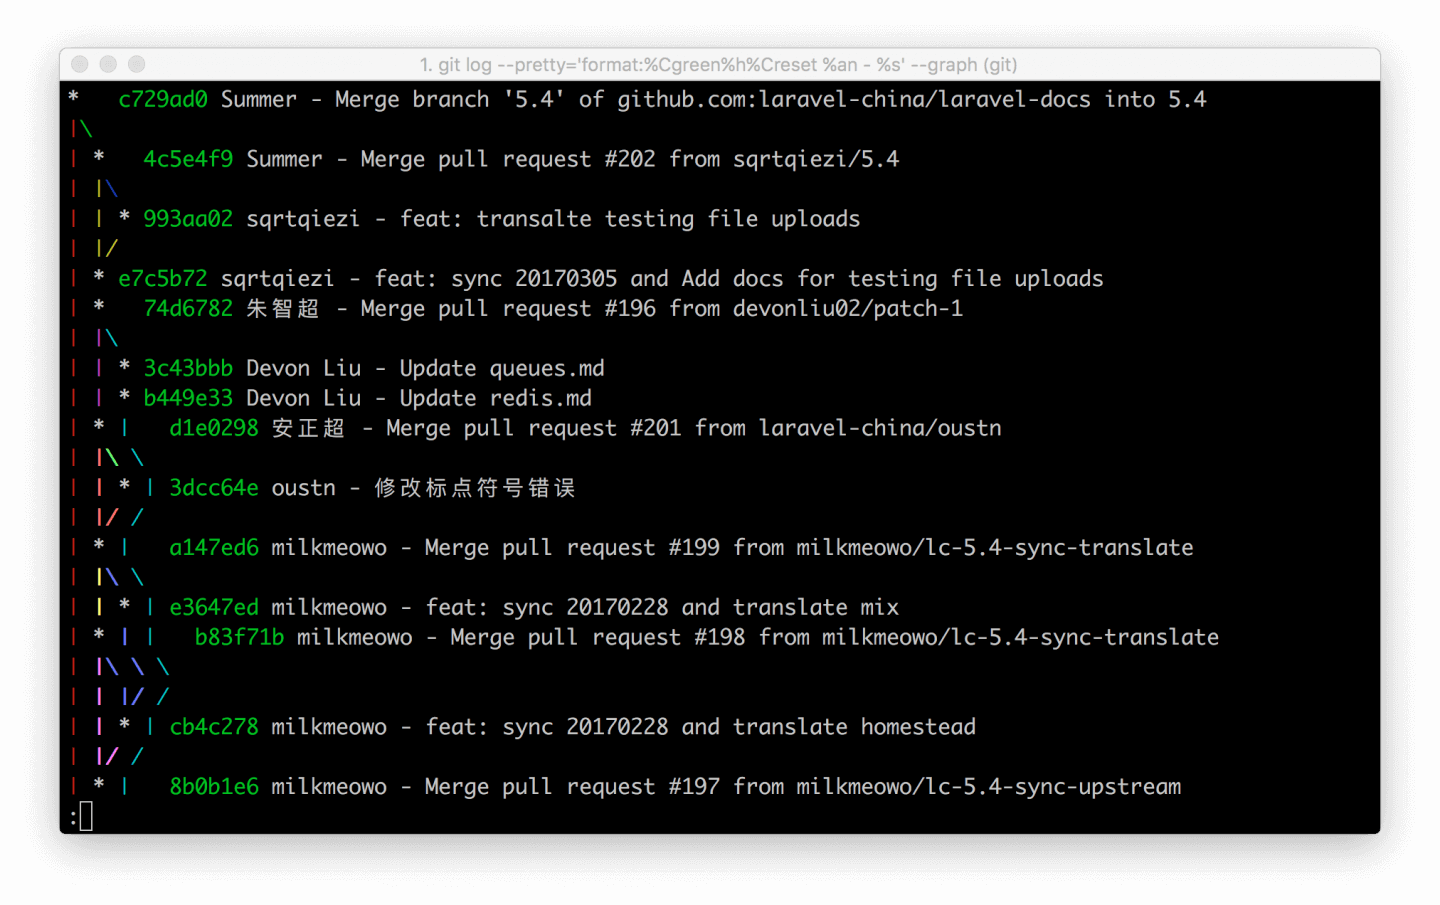 1. git log --pretty='format:%Cgreen%h%Creset %an - %s' --graph (git)
*   c729ad0 Summer - Merge branch '5.4' of github.com:laravel-china/laravel-docs into 5.4
|\
| *   4c5e4f9 Summer - Merge pull request #202 from sqrtqiezi/5.4
| |\
| | * 993aa02 sqrtqiezi - feat: transalte testing file uploads
| |/
| * e7c5b72 sqrtqiezi - feat: sync 20170305 and Add docs for testing file uploads
| *   74d6782 朱智超 - Merge pull request #196 from devonliu02/patch-1
| |\
| | * 3c43bbb Devon Liu - Update queues.md
| | * b449e33 Devon Liu - Update redis.md
| * |   d1e0298 安正超 - Merge pull request #201 from laravel-china/oustn
| |\ \
| | * | 3dcc64e oustn - 修改标点符号错误
| |/ /
| * |   a147ed6 milkmeowo - Merge pull request #199 from milkmeowo/lc-5.4-sync-translate
| |\ \
| | * | e3647ed milkmeowo - feat: sync 20170228 and translate mix
| * | |   b83f71b milkmeowo - Merge pull request #198 from milkmeowo/lc-5.4-sync-translate
| |\ \ \
| | |/ /
| | * | cb4c278 milkmeowo - feat: sync 20170228 and translate homestead
| |/ /
| * |   8b0b1e6 milkmeowo - Merge pull request #197 from milkmeowo/lc-5.4-sync-upstream
: